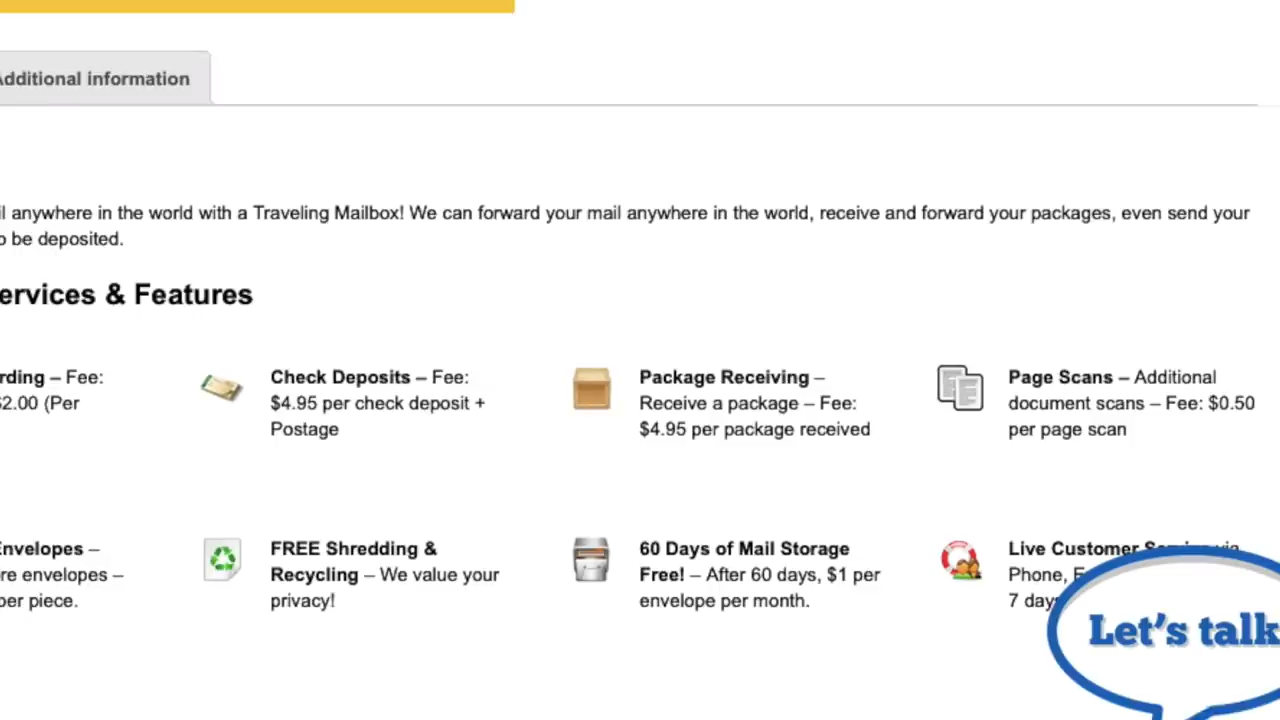 Additional information
il anywhere in the world with a Traveling Mailbox! We can forward your mail anywhere in the world, receive and forward your packages, even send your
o be deposited.
ervices & Features
rding – Fee:
$2.00 (Per
Check Deposits – Fee:
$4.95 per check deposit +
Postage
Package Receiving –
Receive a package – Fee:
$4.95 per package received
Page Scans – Additional
document scans – Fee: $0.50
per page scan
Envelopes –
re envelopes –
per piece.
FREE Shredding &
Recycling – We value your
privacy!
60 Days of Mail Storage
Free! – After 60 days, $1 per
envelope per month.
Live Customer Service via
Phone, E
7 days
Let's talk